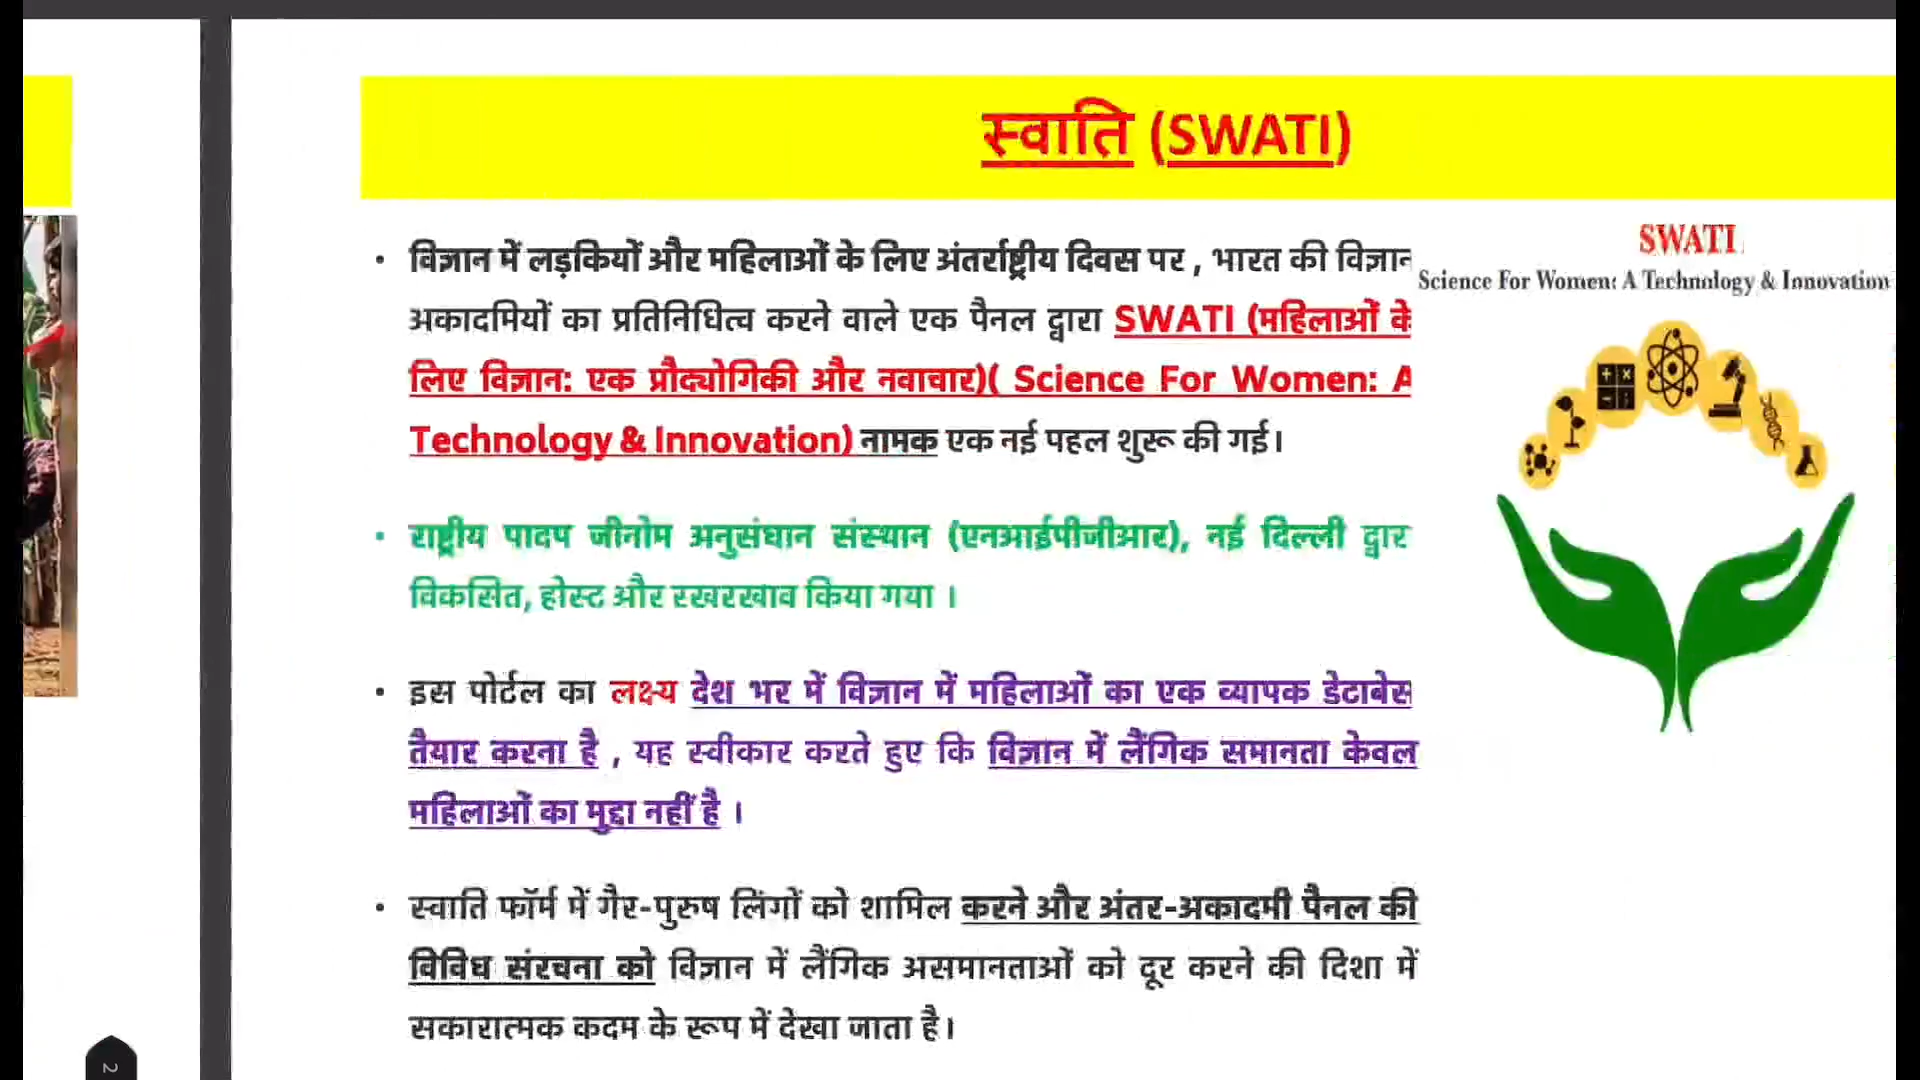 स्वाति (SWATI)
• विज्ञान में लड़कियों और महिलाओं के लिए अंतर्राष्ट्रीय दिवस पर , भारत की विज्ञान
अकादमियों का प्रतिनिधित्व करने वाले एक पैनल द्वारा SWATI (महिलाओं के
लिए विज्ञान: एक प्रौद्योगिकी और नवाचार)( Science For Women: A
Technology & Innovation) नामक एक नई पहल शुरू की गई।
• राष्ट्रीय पादप जीनोम अनुसंधान संस्थान (एनआईपीजीआर), नई दिल्ली द्वार
विकसित, होस्ट और रखरखाव किया गया ।
• इस पोर्टल का लक्ष्य देश भर में विज्ञान में महिलाओं का एक व्यापक डेटाबेस
तैयार करना है , यह स्वीकार करते हुए कि विज्ञान में लैंगिक समानता केवल
महिलाओं का मुद्दा नहीं है ।
• स्वाति फॉर्म में गैर-पुरुष लिंगों को शामिल करने और अंतर-अकादमी पैनल की
विविध संरचना को विज्ञान में लैंगिक असमानताओं को दूर करने की दिशा में
सकारात्मक कदम के रूप में देखा जाता है।
SWATI
Science For Women: A Technology & Innovation
2